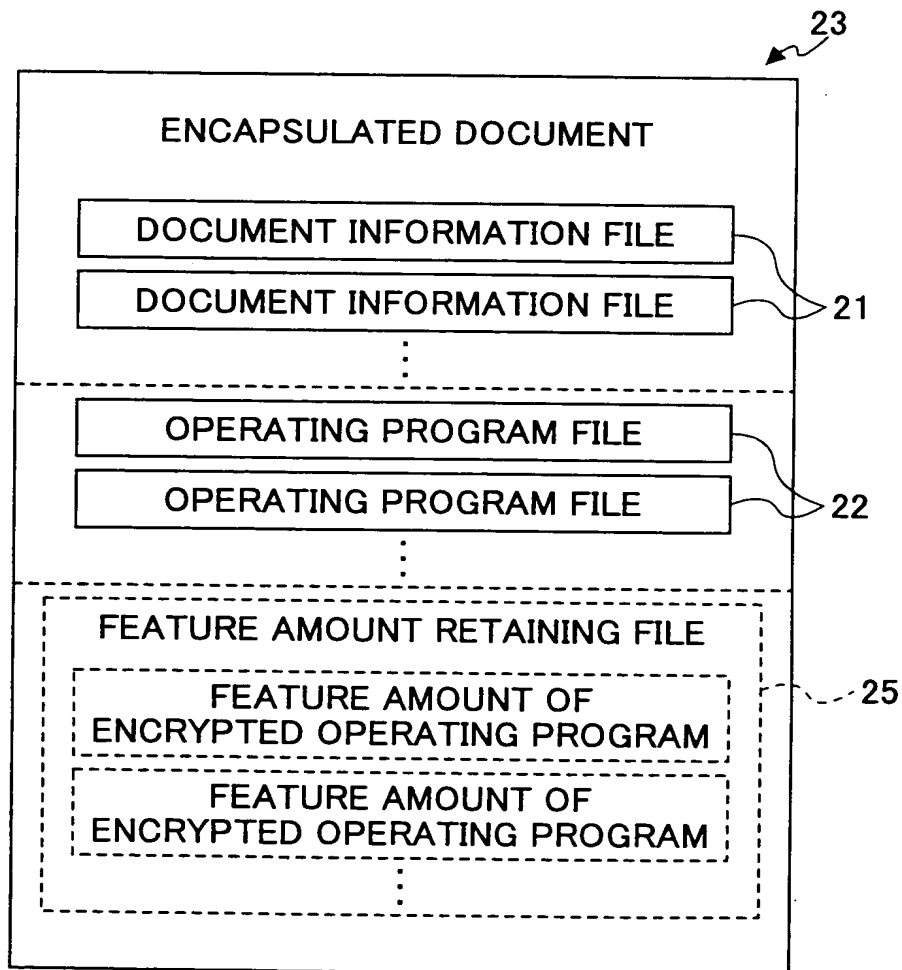 23
ENCAPSULATED DOCUMENT
DOCUMENT INFORMATION FILE
DOCUMENT INFORMATION FILE
21
OPERATING PROGRAM FILE
OPERATING PROGRAM FILE
22
FEATURE AMOUNT RETAINING FILE
25
FEATURE AMOUNT OF
ENCRYPTED OPERATING PROGRAM
FEATURE AMOUNT OF
ENCRYPTED OPERATING PROGRAM